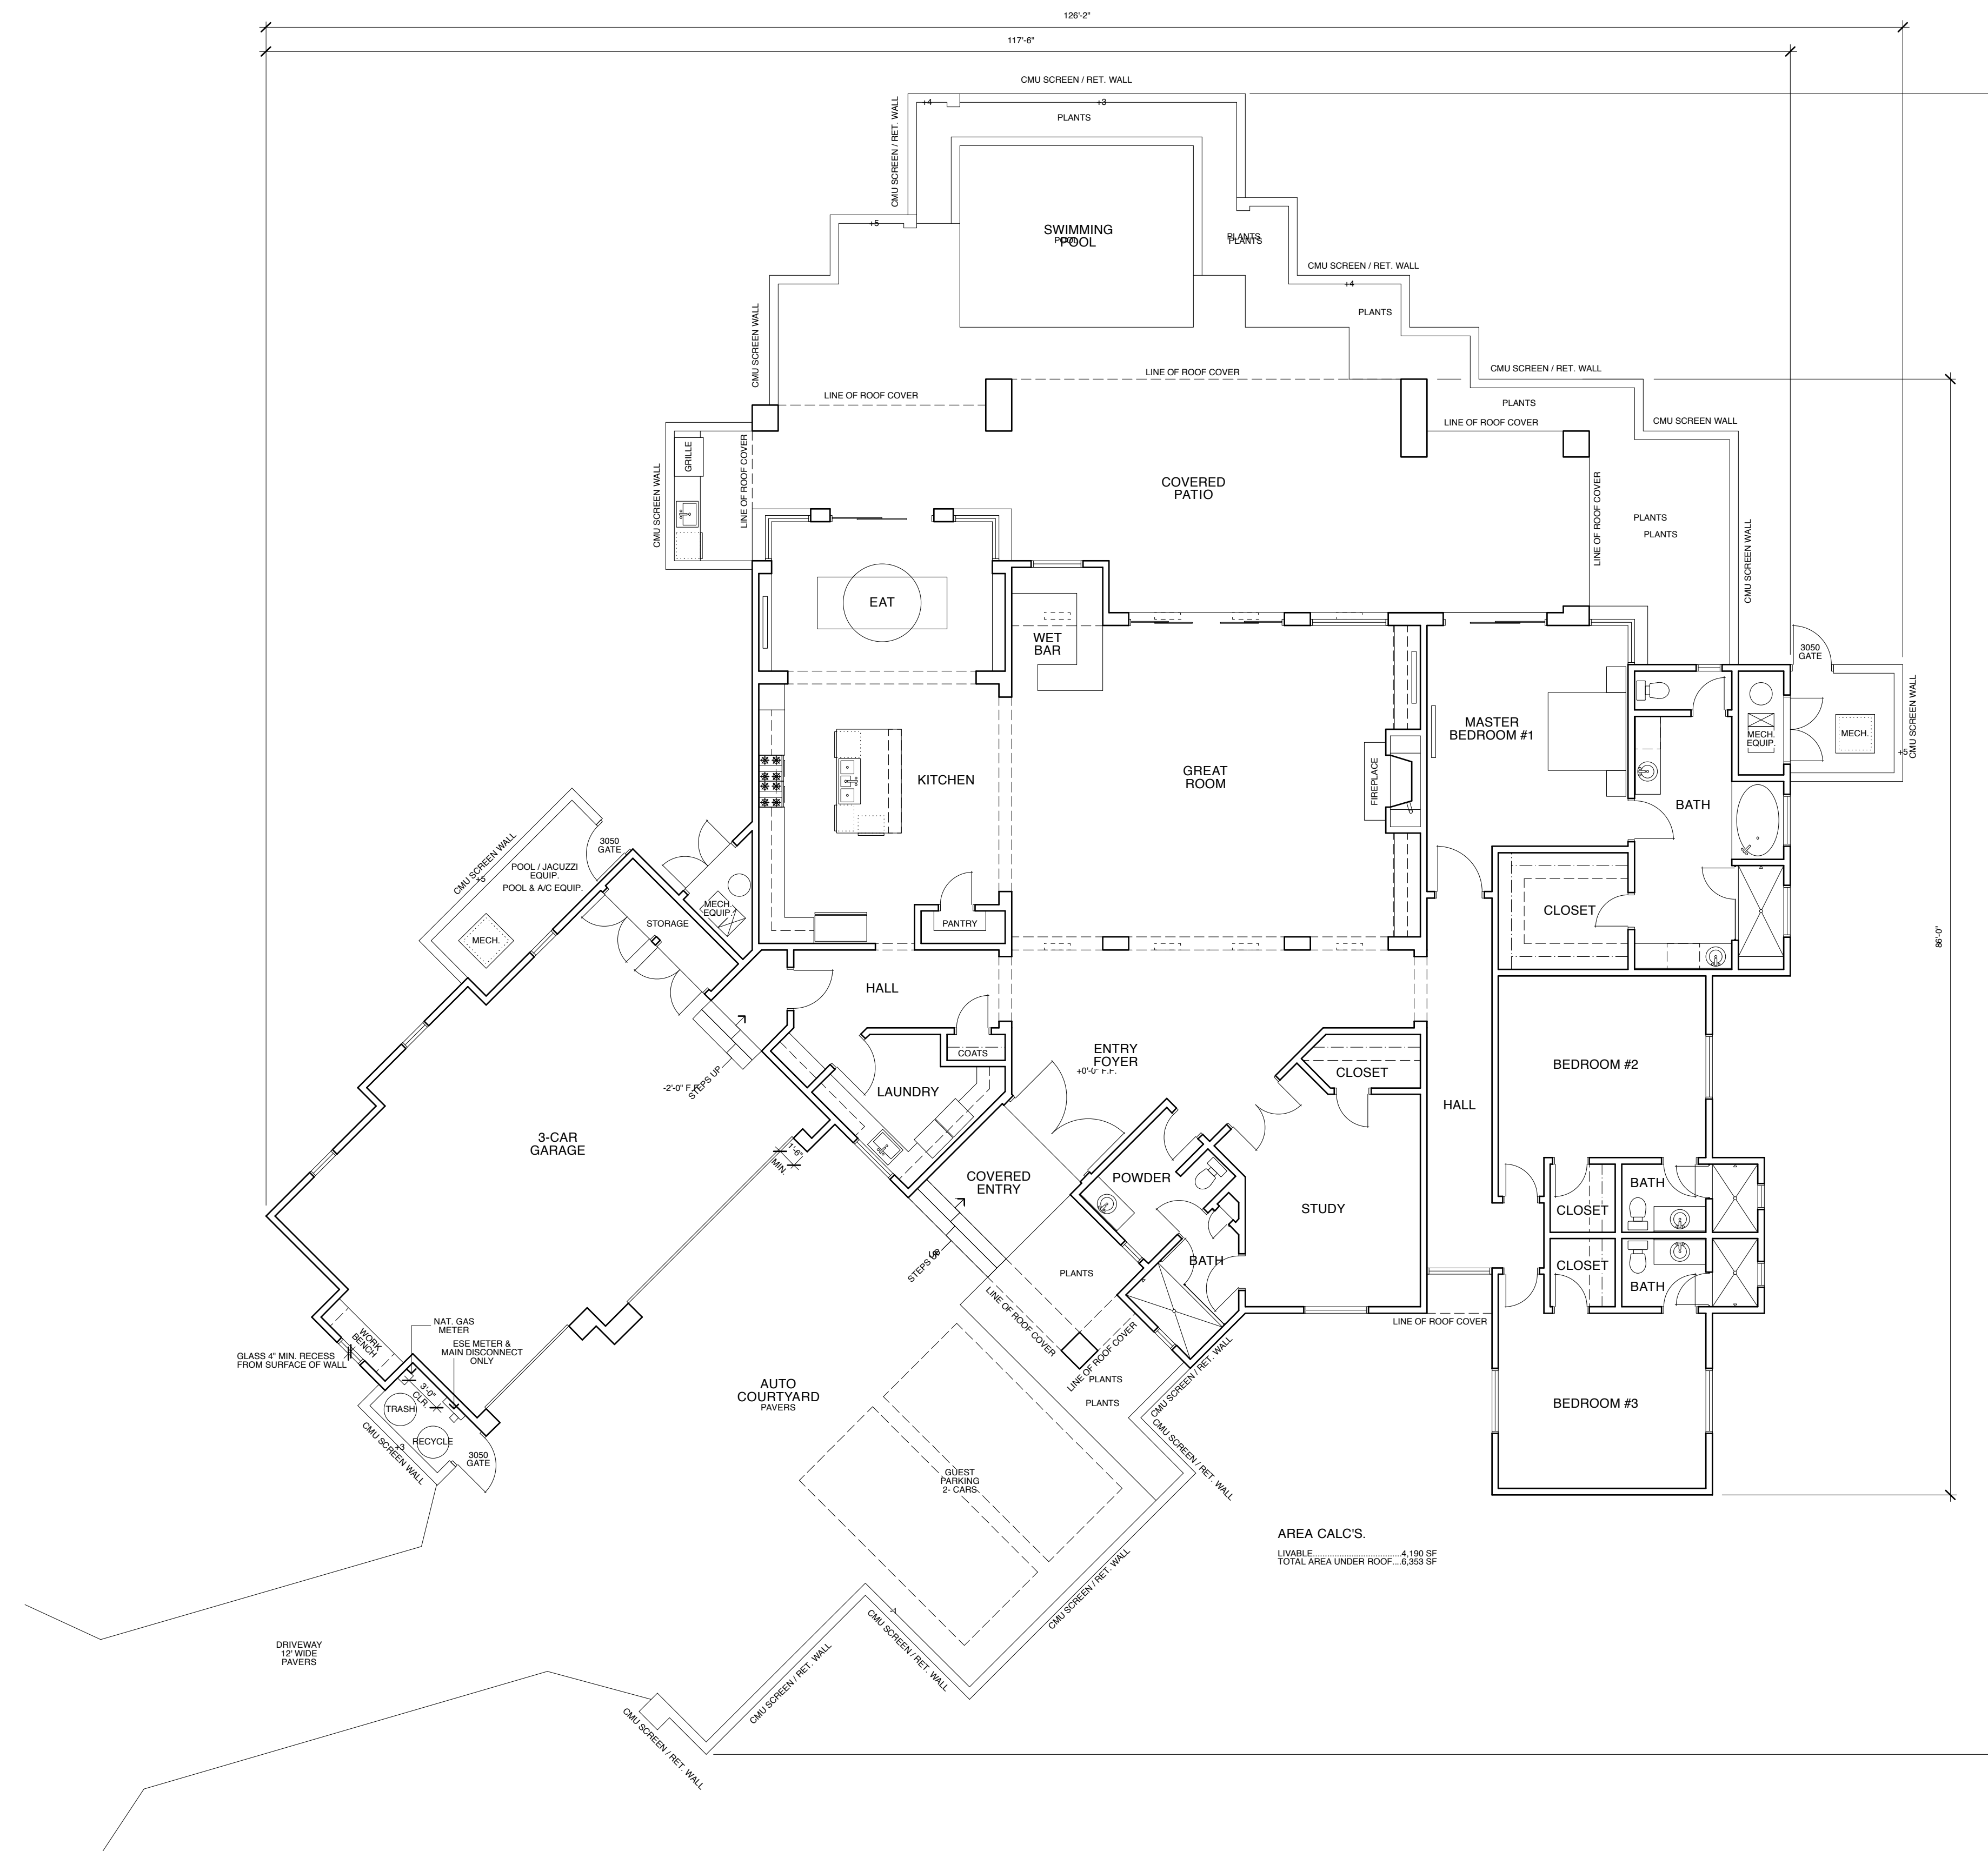 126'-2"
117'-6"
CMU SCREEN / RET. WALL
CMU SCREEN / RET. WALL
+4
+3
PLANTS
+5
SWIMMING
POOL
POOL
PLANTS
PLANTS
CMU SCREEN / RET. WALL
+4
PLANTS
CMU SCREEN WALL
LINE OF ROOF COVER
LINE OF ROOF COVER
CMU SCREEN / RET. WALL
PLANTS
LINE OF ROOF COVER
CMU SCREEN WALL
CMU SCREEN WALL
GRILLE
LINE OF ROOF COVER
COVERED
PATIO
LINE OF ROOF COVER
PLANTS
PLANTS
CMU SCREEN WALL
EAT
WET
BAR
3050
GATE
MASTER
BEDROOM #1
MECH.
EQUIP.
MECH.
+5
CMU SCREEN WALL
KITCHEN
GREAT
ROOM
FIREPLACE
BATH
CMU SCREEN WALL
+5
3050
GATE
POOL / JACUZZI
EQUIP.
POOL & A/C EQUIP.
MECH.
STORAGE
MECH.
EQUIP.
PANTRY
CLOSET
86'-0"
HALL
COATS
LAUNDRY
ENTRY
FOYER
+0'-0" F.F.
CLOSET
HALL
BEDROOM #2
-2'-0" F.F.
STEPS UP
3-CAR
GARAGE
1'-6"
MIN.
COVERED
ENTRY
POWDER
STUDY
BATH
CLOSET
STEPS UP
PLANTS
BATH
CLOSET
BATH
LINE OF ROOF COVER
LINE OF ROOF COVER
LINE OF ROOF COVER
NAT. GAS
METER
ESE METER &
MAIN DISCONNECT
ONLY
WORK
BENCH
GLASS 4" MIN. RECESS
FROM SURFACE OF WALL
3'-0"
CLR.
TRASH
RECYCLE
+3
CMU SCREEN WALL
3050
GATE
AUTO
COURTYARD
PAVERS
PLANTS
PLANTS
CMU SCREEN / RET. WALL
CMU SCREEN / RET. WALL
BEDROOM #3
GUEST
PARKING
2- CARS
AREA CALC'S.
LIVABLE..................................4,190 SF
TOTAL AREA UNDER ROOF....6,353 SF
CMU SCREEN / RET. WALL
-1
CMU SCREEN / RET. WALL
CMU SCREEN / RET. WALL
CMU SCREEN / RET. WALL
DRIVEWAY
12' WIDE
PAVERS